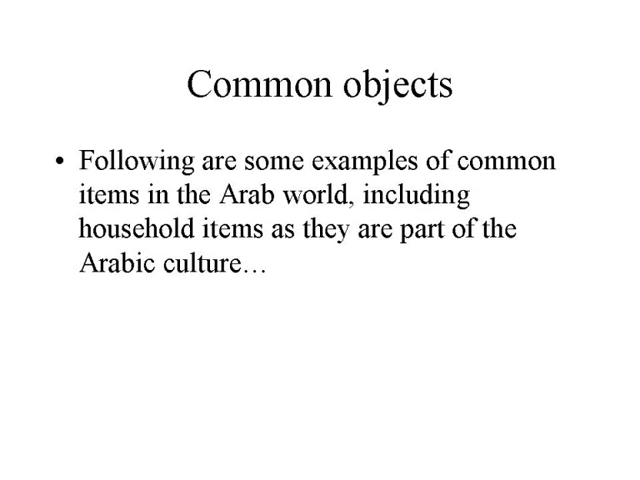 Common objects
• Following are some examples of common
items in the Arab world, including
household items as they are part of the
Arabic culture…